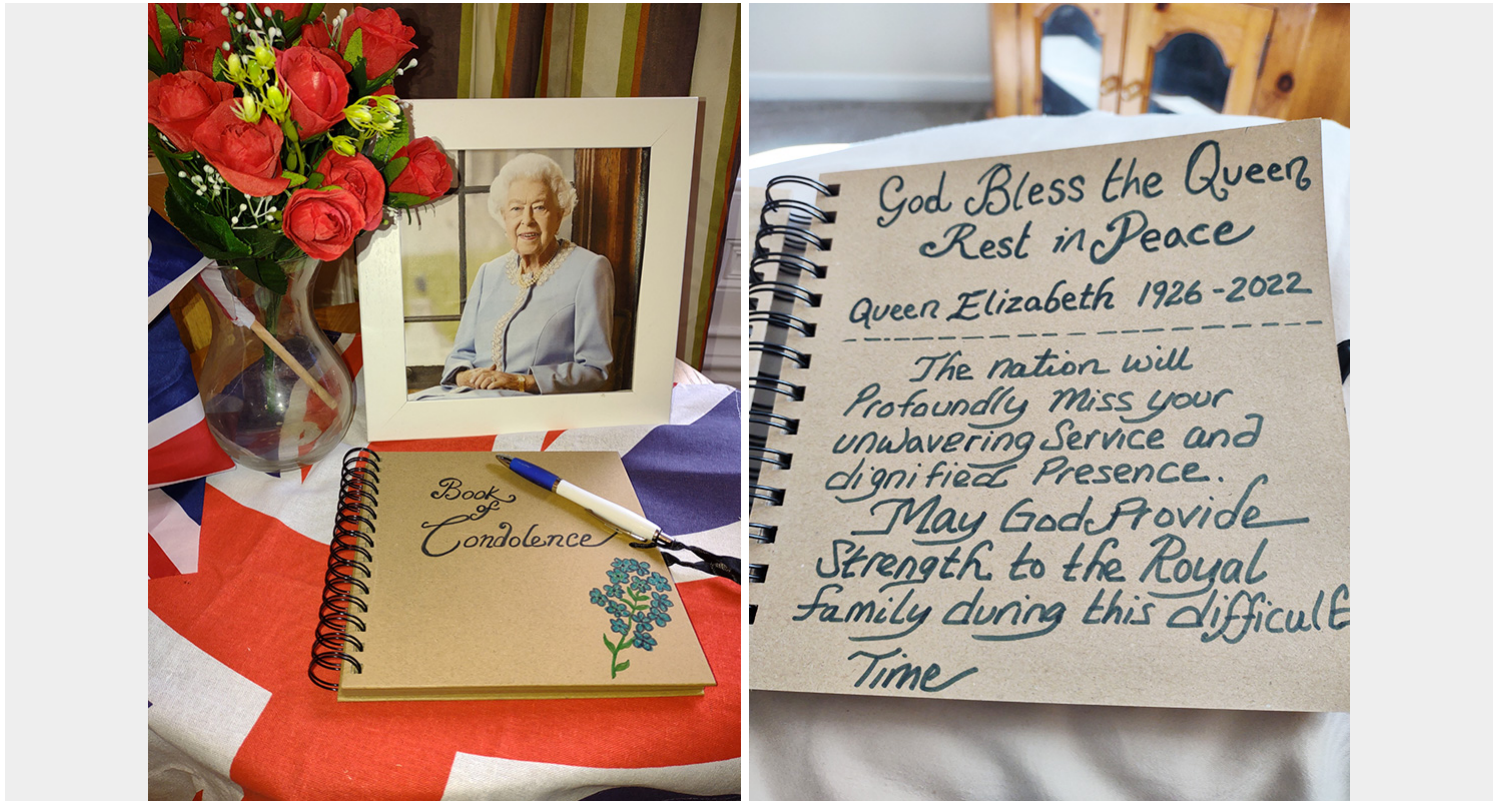 Book
of
Condolence
God Bless the Queen
Rest in Peace
Queen Elizabeth 1926-2022
The nation will
Profoundly Miss your
unwavering Service and
dignified Presence.
May God Provide
Strength to the Royal
family during this difficult
Time